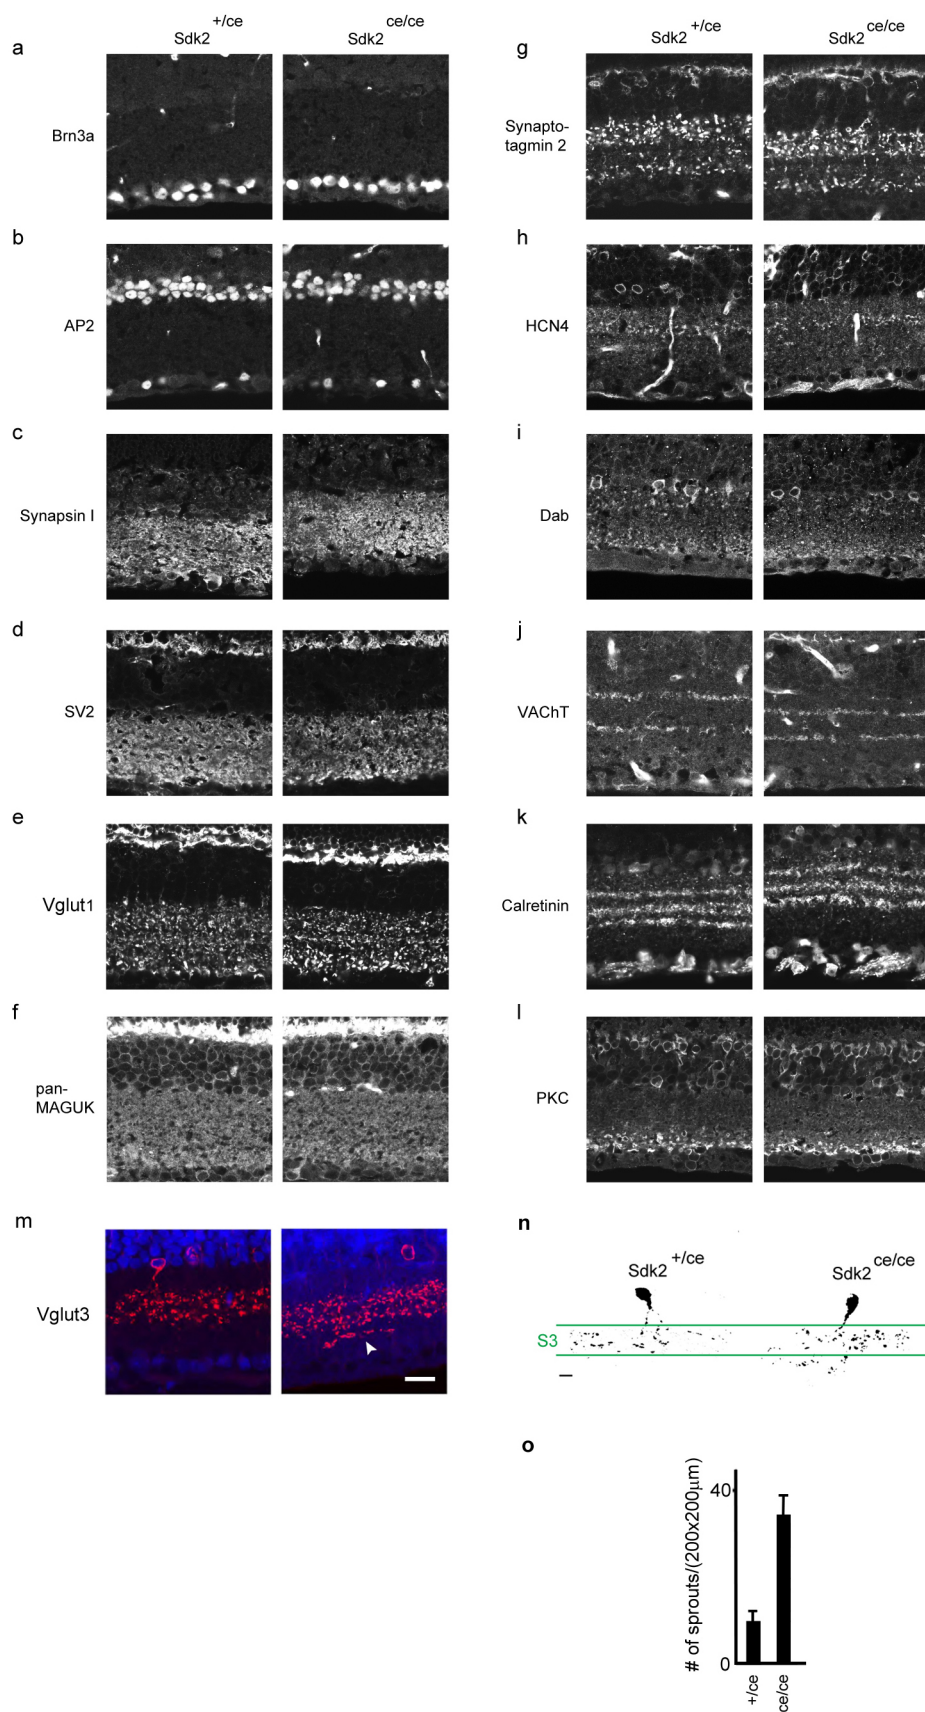 +/ce
Sdk2
ce/ce
Sdk2
a
Brn3a
b
AP2
c
Synapsin I
d
SV2
e
Vglut1
f
pan-
MAGUK
+/ce
Sdk2
ce/ce
Sdk2
g
Synapto-
tagmin 2
h
HCN4
i
Dab
j
VAChT
k
Calretinin
l
PKC
m
Vglut3
n
+/ce
Sdk2
ce/ce
Sdk2
S3
o
# of sprouts/(200x200μm)
40
0
+/ce
ce/ce